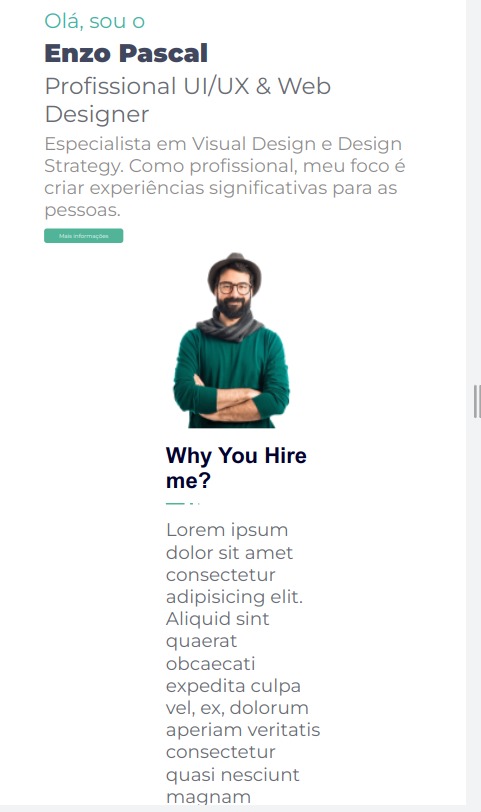 Olá, sou o
Enzo Pascal
Profissional UI/UX & Web
Designer
Especialista em Visual Design e Design
Strategy. Como profissional, meu foco é
criar experiências significativas para as
pessoas.
Mais informações
Why You Hire
me?
Lorem ipsum
dolor sit amet
consectetur
adipisicing elit.
Aliquid sint
quaerat
obcaecati
expedita culpa
vel, ex, dolorum
aperiam veritatis
consectetur
quasi nesciunt
magnam